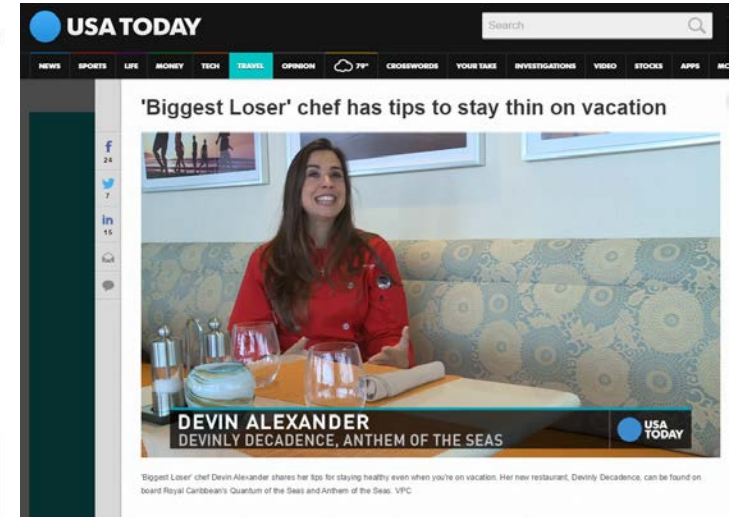 USA TODAY
Search
NEWS SPORTS LIFE MONEY TECH TRAVEL OPINION 79° CROSSWORDS YOUR TAKE INVESTIGATIONS VIDEO STOCKS APPS MO
'Biggest Loser' chef has tips to stay thin on vacation
f
24
7
in
15
DEVIN ALEXANDER
DEVINLY DECADENCE, ANTHEM OF THE SEAS
USA
TODAY
'Biggest Loser' chef Devin Alexander shares her tips for staying healthy even when you're on vacation. Her new restaurant, Devinly Decadence, can be found on
board Royal Caribbean's Quantum of the Seas and Anthem of the Seas. VPC